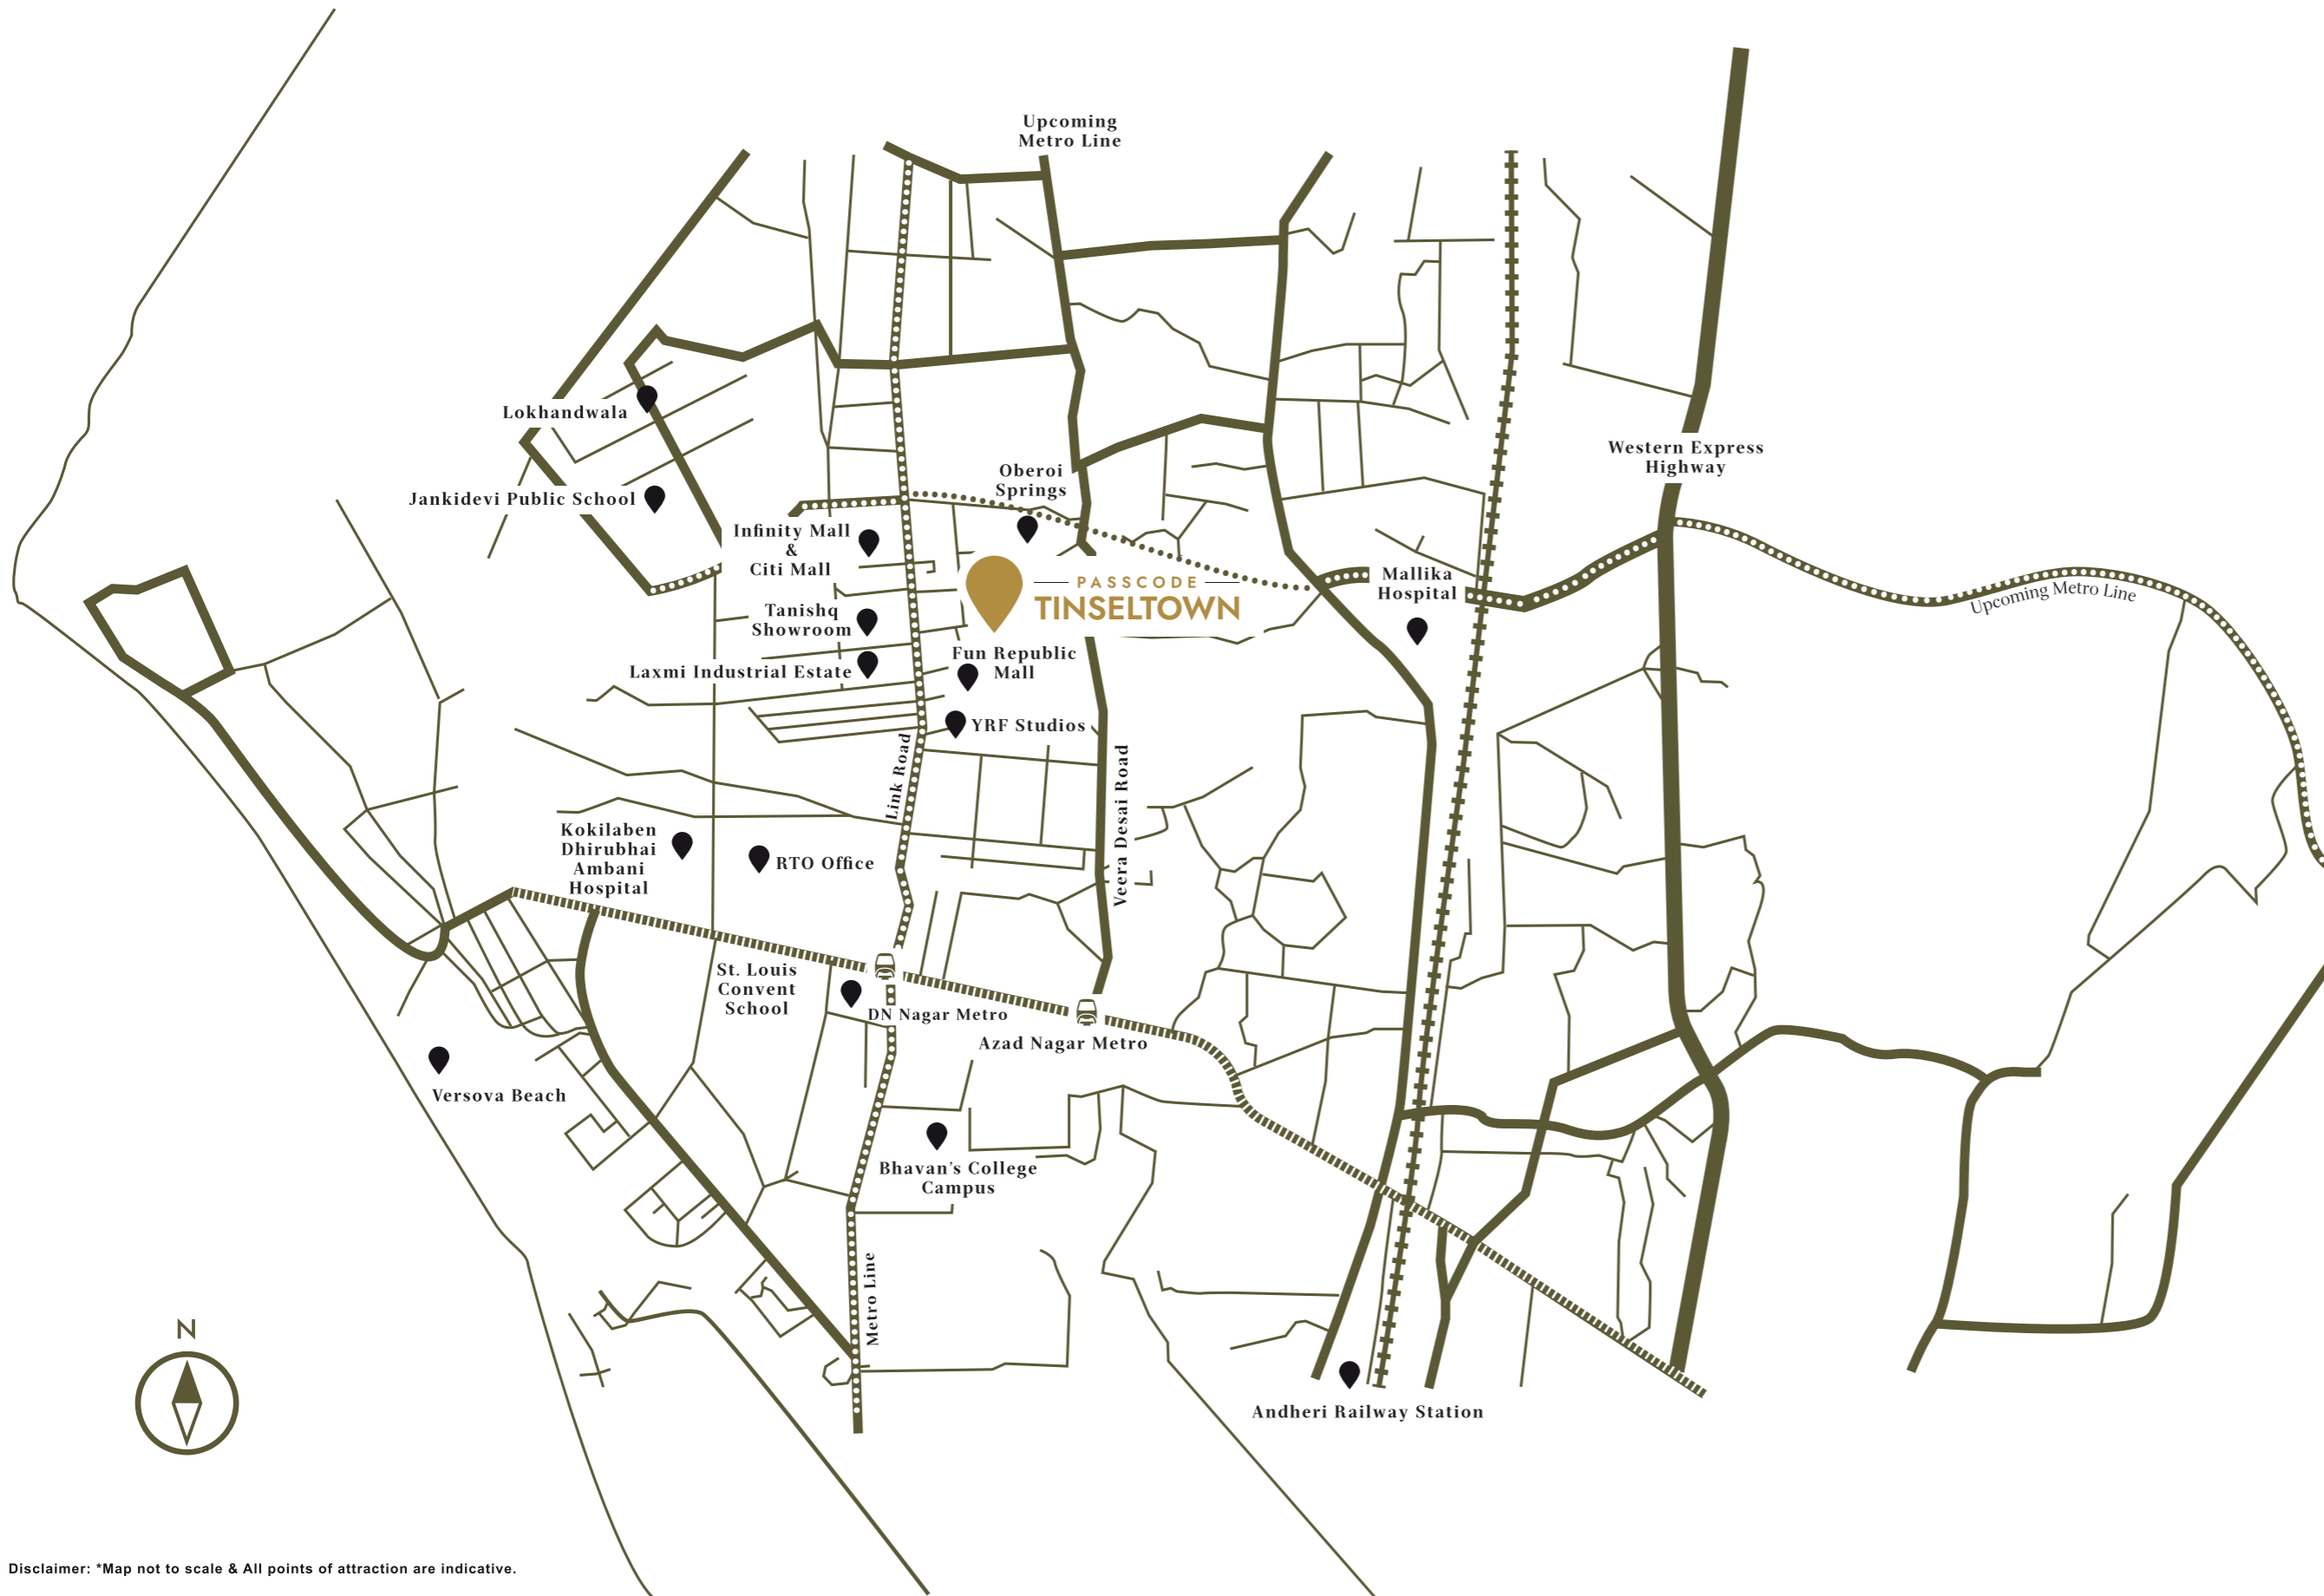 Upcoming
Metro Line
Lokhandwala
Western Express
Highway
Oberoi
Springs
Jankidevi Public School
Infinity Mall
&
Citi Mall
PASSCODE
TINSELTOWN
Mallika
Hospital
Upcoming Metro Line
Tanishq
Showroom
Fun Republic
Mall
Laxmi Industrial Estate
YRF Studios
Link Road
Veera Desai Road
Kokilaben
Dhirubhai
Ambani
Hospital
RTO Office
St. Louis
Convent
School
DN Nagar Metro
Azad Nagar Metro
Versova Beach
Bhavan’s College
Campus
Metro Line
N
Andheri Railway Station
Disclaimer: *Map not to scale & All points of attraction are indicative.